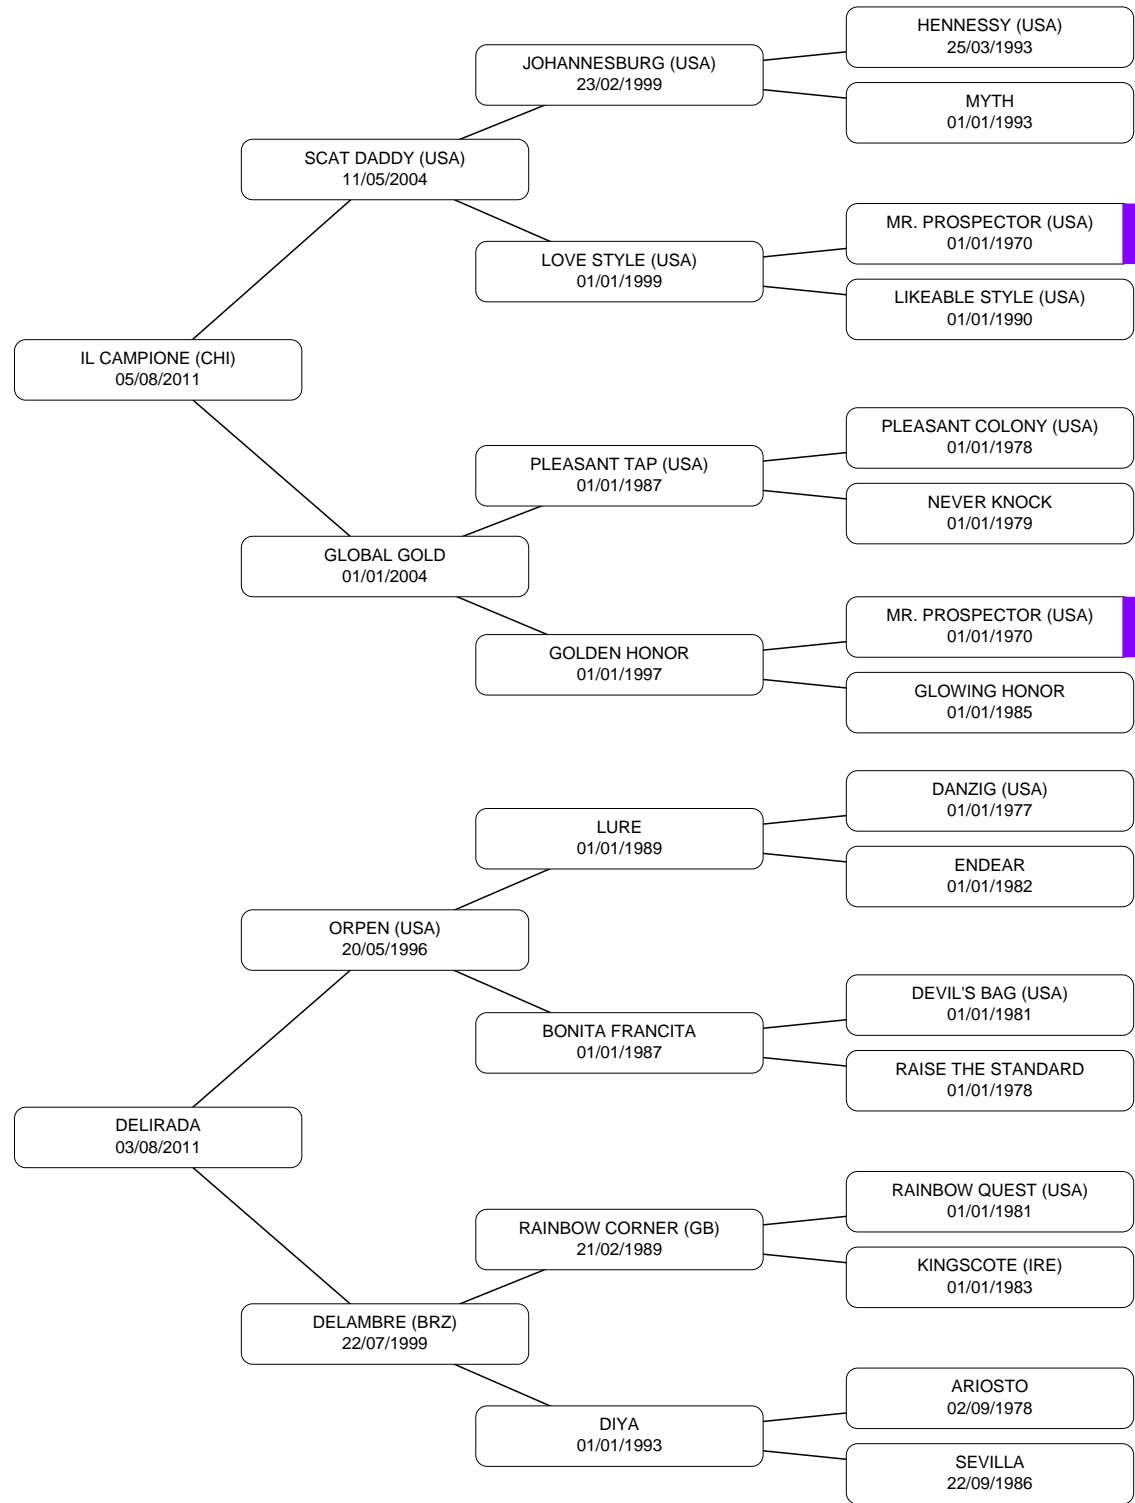 HENNESSY (USA)
25/03/1993
JOHANNESBURG (USA)
23/02/1999
MYTH
01/01/1993
SCAT DADDY (USA)
11/05/2004
MR. PROSPECTOR (USA)
01/01/1970
LOVE STYLE (USA)
01/01/1999
LIKEABLE STYLE (USA)
01/01/1990
IL CAMPIONE (CHI)
05/08/2011
PLEASANT COLONY (USA)
01/01/1978
PLEASANT TAP (USA)
01/01/1987
NEVER KNOCK
01/01/1979
GLOBAL GOLD
01/01/2004
MR. PROSPECTOR (USA)
01/01/1970
GOLDEN HONOR
01/01/1997
GLOWING HONOR
01/01/1985
DANZIG (USA)
01/01/1977
LURE
01/01/1989
ENDEAR
01/01/1982
ORPEN (USA)
20/05/1996
DEVIL'S BAG (USA)
01/01/1981
BONITA FRANCITA
01/01/1987
RAISE THE STANDARD
01/01/1978
DELIRADA
03/08/2011
RAINBOW QUEST (USA)
01/01/1981
RAINBOW CORNER (GB)
21/02/1989
KINGSCOTE (IRE)
01/01/1983
DELAMBRE (BRZ)
22/07/1999
ARIOSTO
02/09/1978
DIYA
01/01/1993
SEVILLA
22/09/1986